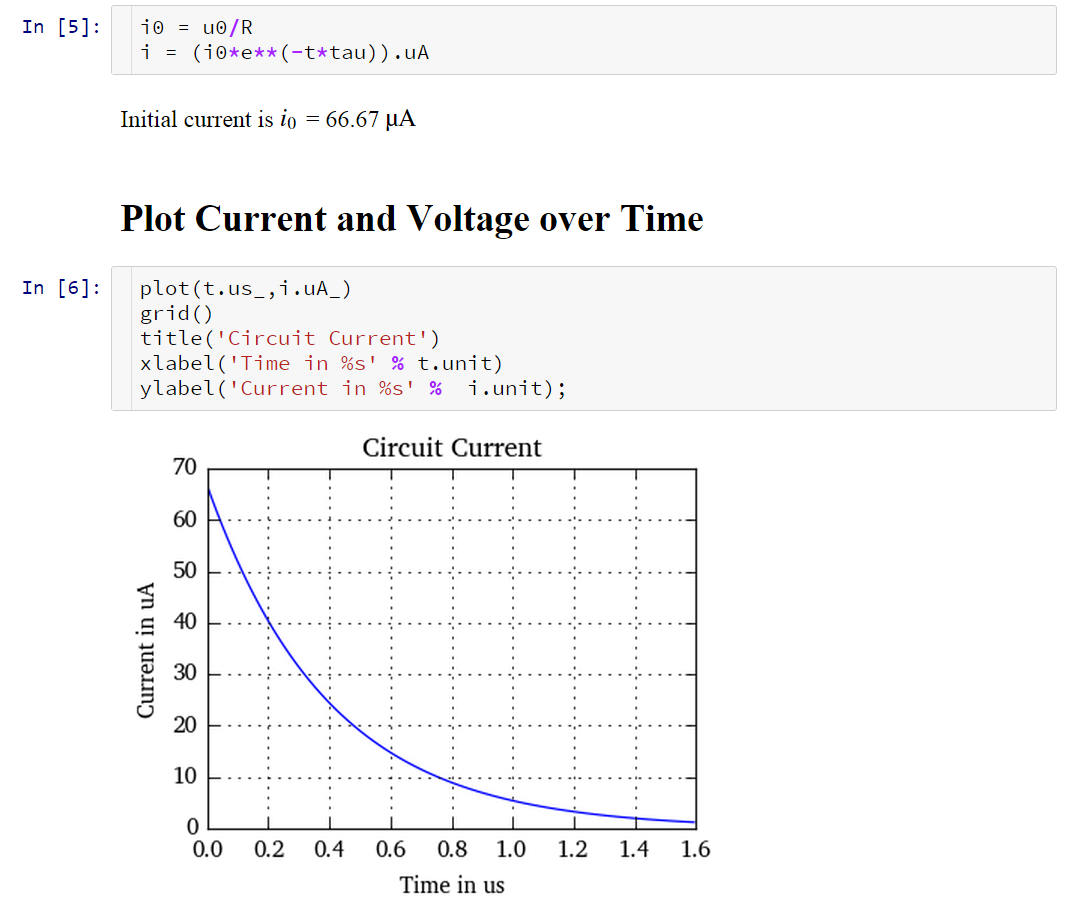 In [5]:
i0 = u0/R
i = (i0*e**(-t*tau)).uA
Initial current is i0 = 66.67 µA
Plot Current and Voltage over Time
In [6]:
plot(t.us_,i.uA_)
grid()
title('Circuit Current')
xlabel('Time in %s' % t.unit)
ylabel('Current in %s' %  i.unit);
Circuit Current
70
60
50
40
30
20
10
0
Current in uA
0.0 0.2 0.4 0.6 0.8 1.0 1.2 1.4 1.6
Time in us